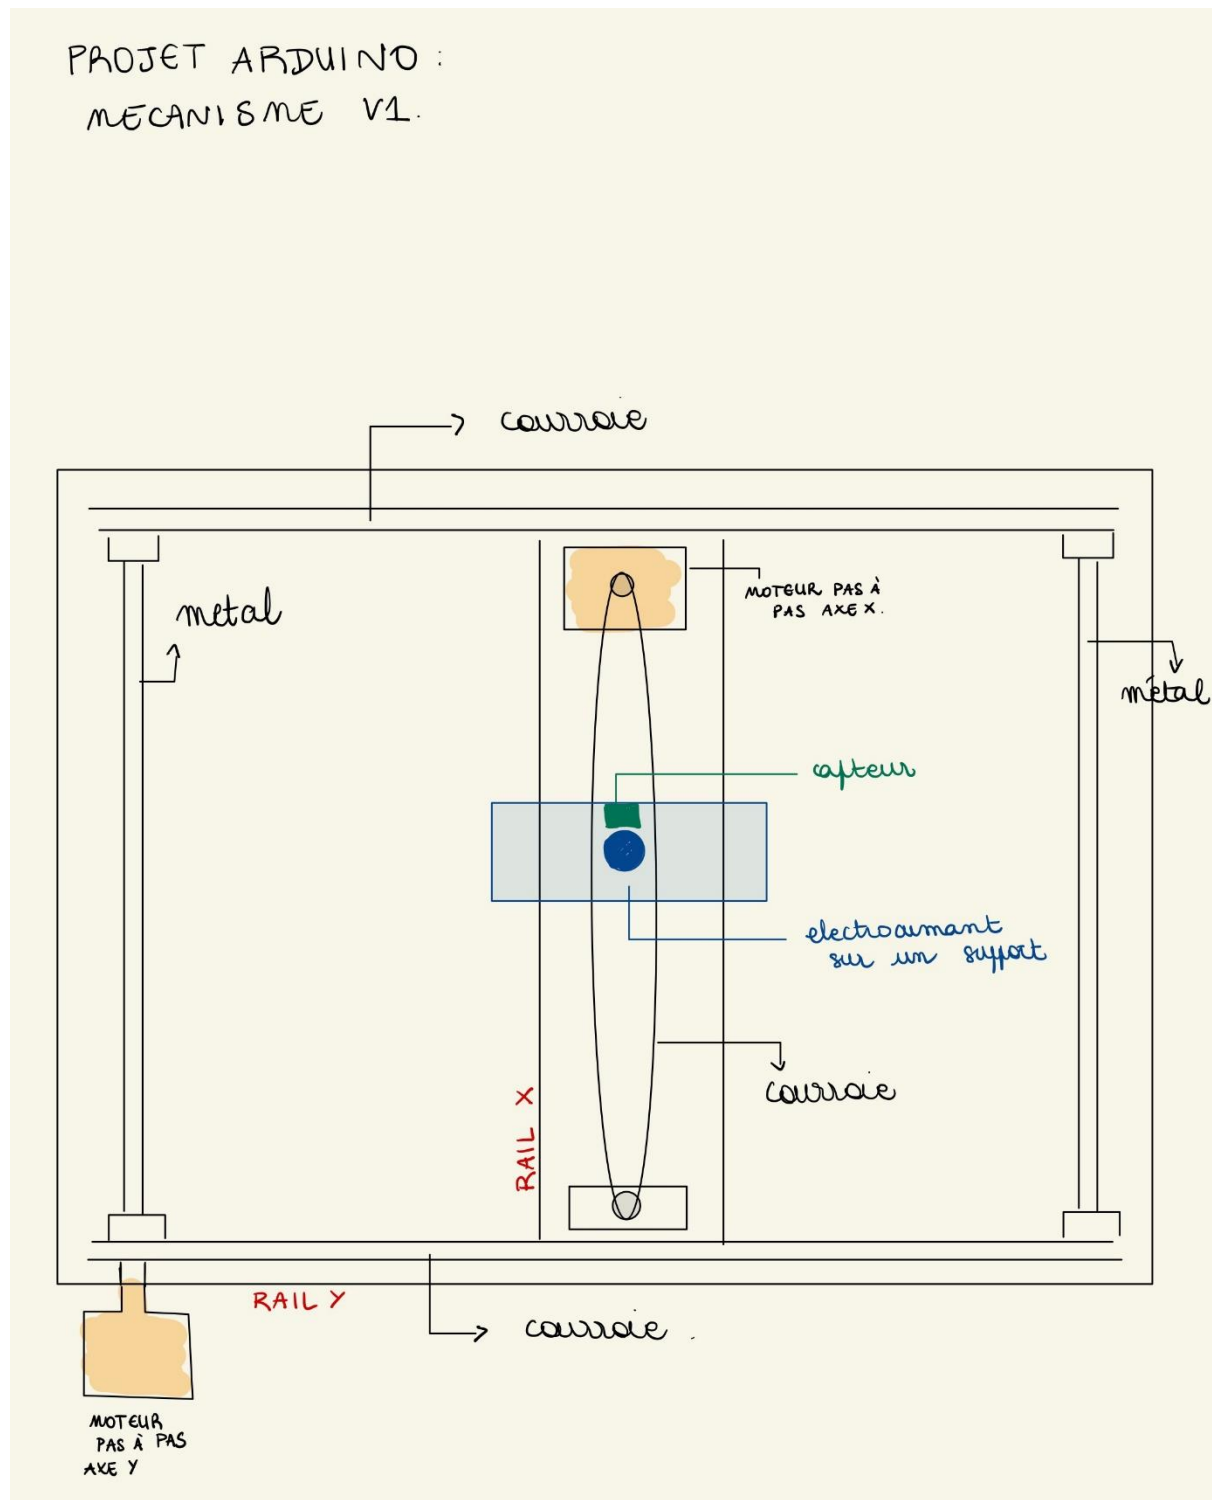 PROJET ARDUINO :
MECANISME V1.
courroie
metal
MOTEUR PAS À
PAS AXE X.
métal
capteur
electroaimant
sur un support
courroie
RAIL X
RAIL Y
courroie .
MOTEUR
PAS À PAS
AXE Y